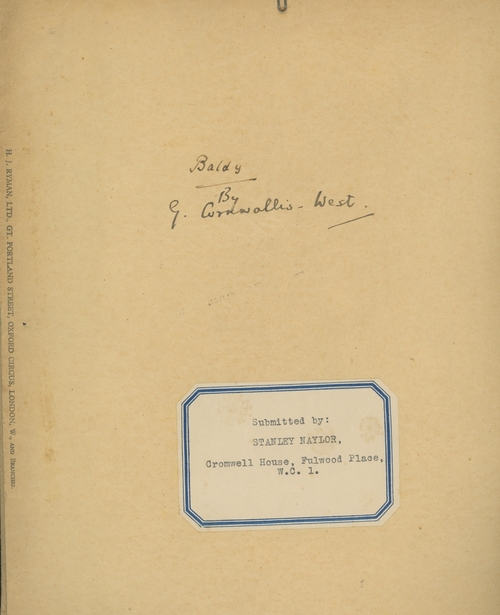 Baldy
By
G. Cornwallis-West.
Submitted by:
STANLEY NAYLOR,
Cromwell House, Fulwood Place,
W.C. 1.
H. J. RYMAN, LTD., GT. PORTLAND STREET, OXFORD CIRCUS, LONDON, W., AND BRANCHES.